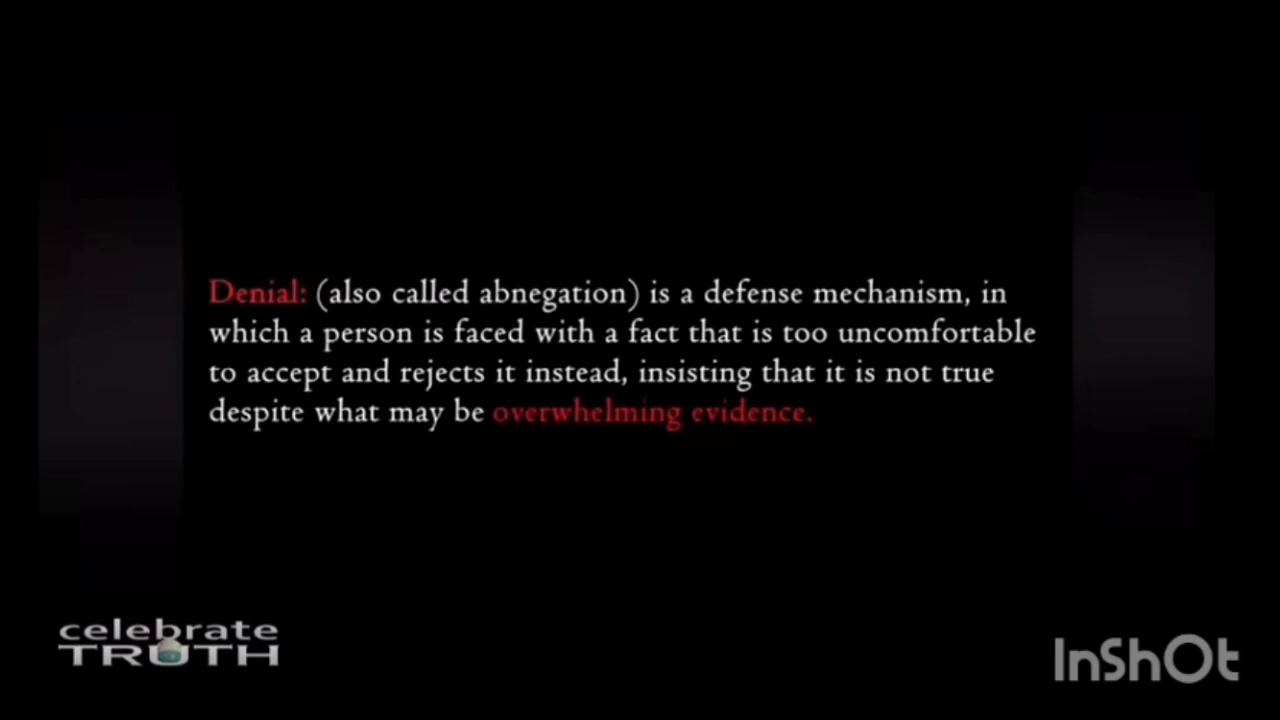 Denial: (also called abnegation) is a defense mechanism, in
which a person is faced with a fact that is too uncomfortable
to accept and rejects it instead, insisting that it is not true
despite what may be overwhelming evidence.
celebrate
TRUTH
InShOt